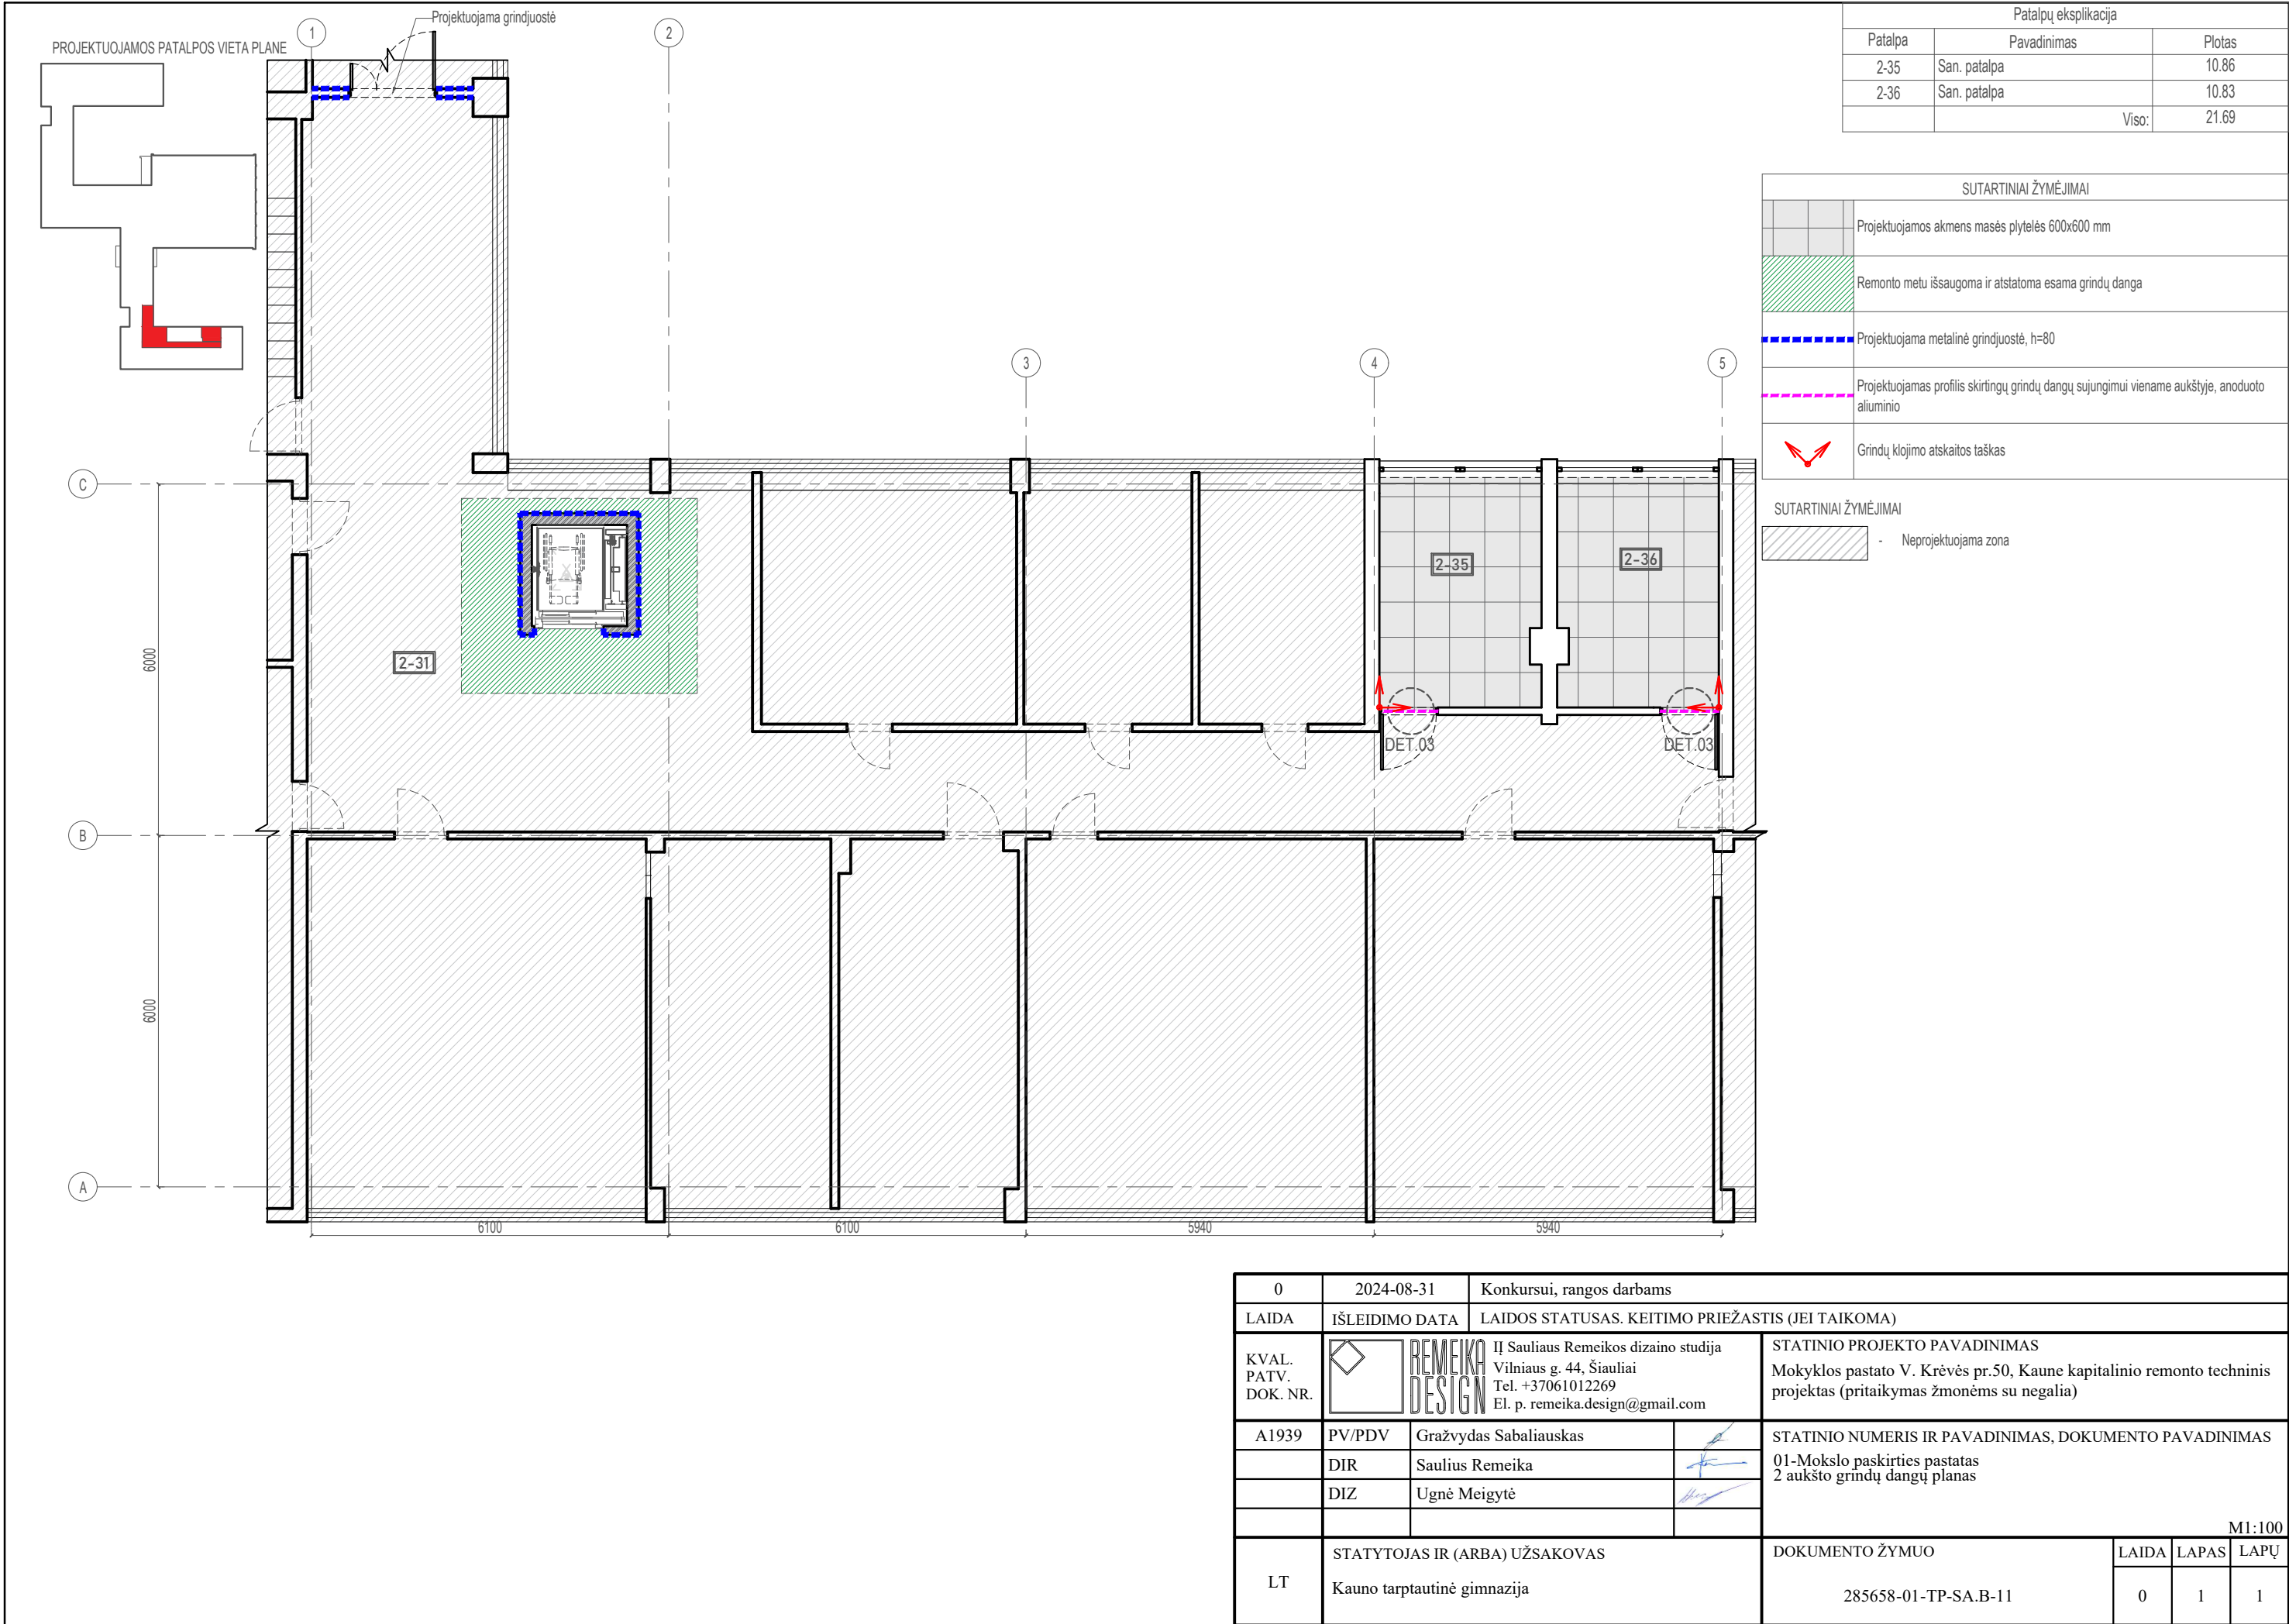 Projektuojama grindjuostė
PROJEKTUOJAMOS PATALPOS VIETA PLANE
1
2
3
4
5
C
B
A
6000
6000
2-31
2-35
2-36
DET.03
DET.03
6100
6100
5940
5940
Patalpų eksplikacija
Patalpa Pavadinimas Plotas
2-35 San. patalpa 10.86
2-36 San. patalpa 10.83
Viso: 21.69
SUTARTINIAI ŽYMĖJIMAI
Projektuojamos akmens masės plytelės 600x600 mm
Remonto metu išsaugoma ir atstatoma esama grindų danga
Projektuojama metalinė grindjuostė, h=80
Projektuojamas profilis skirtingų grindų dangų sujungimui viename aukštyje, anoduoto
aliuminio
Grindų klojimo atskaitos taškas
SUTARTINIAI ŽYMĖJIMAI
- Neprojektuojama zona
0 2024-08-31 Konkursui, rangos darbams
LAIDA IŠLEIDIMO DATA LAIDOS STATUSAS. KEITIMO PRIEŽASTIS (JEI TAIKOMA)
KVAL.
PATV.
DOK. NR.
REMEIKA
DESIGN
IĮ Sauliaus Remeikos dizaino studija
Vilniaus g. 44, Šiauliai
Tel. +37061012269
El. p. remeika.design@gmail.com
STATINIO PROJEKTO PAVADINIMAS
Mokyklos pastato V. Krėvės pr.50, Kaune kapitalinio remonto techninis
projektas (pritaikymas žmonėms su negalia)
A1939 PV/PDV Gražvydas Sabaliauskas
DIR Saulius Remeika
DIZ Ugnė Meigytė
STATINIO NUMERIS IR PAVADINIMAS, DOKUMENTO PAVADINIMAS
01-Mokslo paskirties pastatas
2 aukšto grindų dangų planas
M1:100
LT
STATYTOJAS IR (ARBA) UŽSAKOVAS
Kauno tarptautinė gimnazija
DOKUMENTO ŽYMUO
285658-01-TP-SA.B-11
LAIDA LAPAS LAPŲ
0 1 1